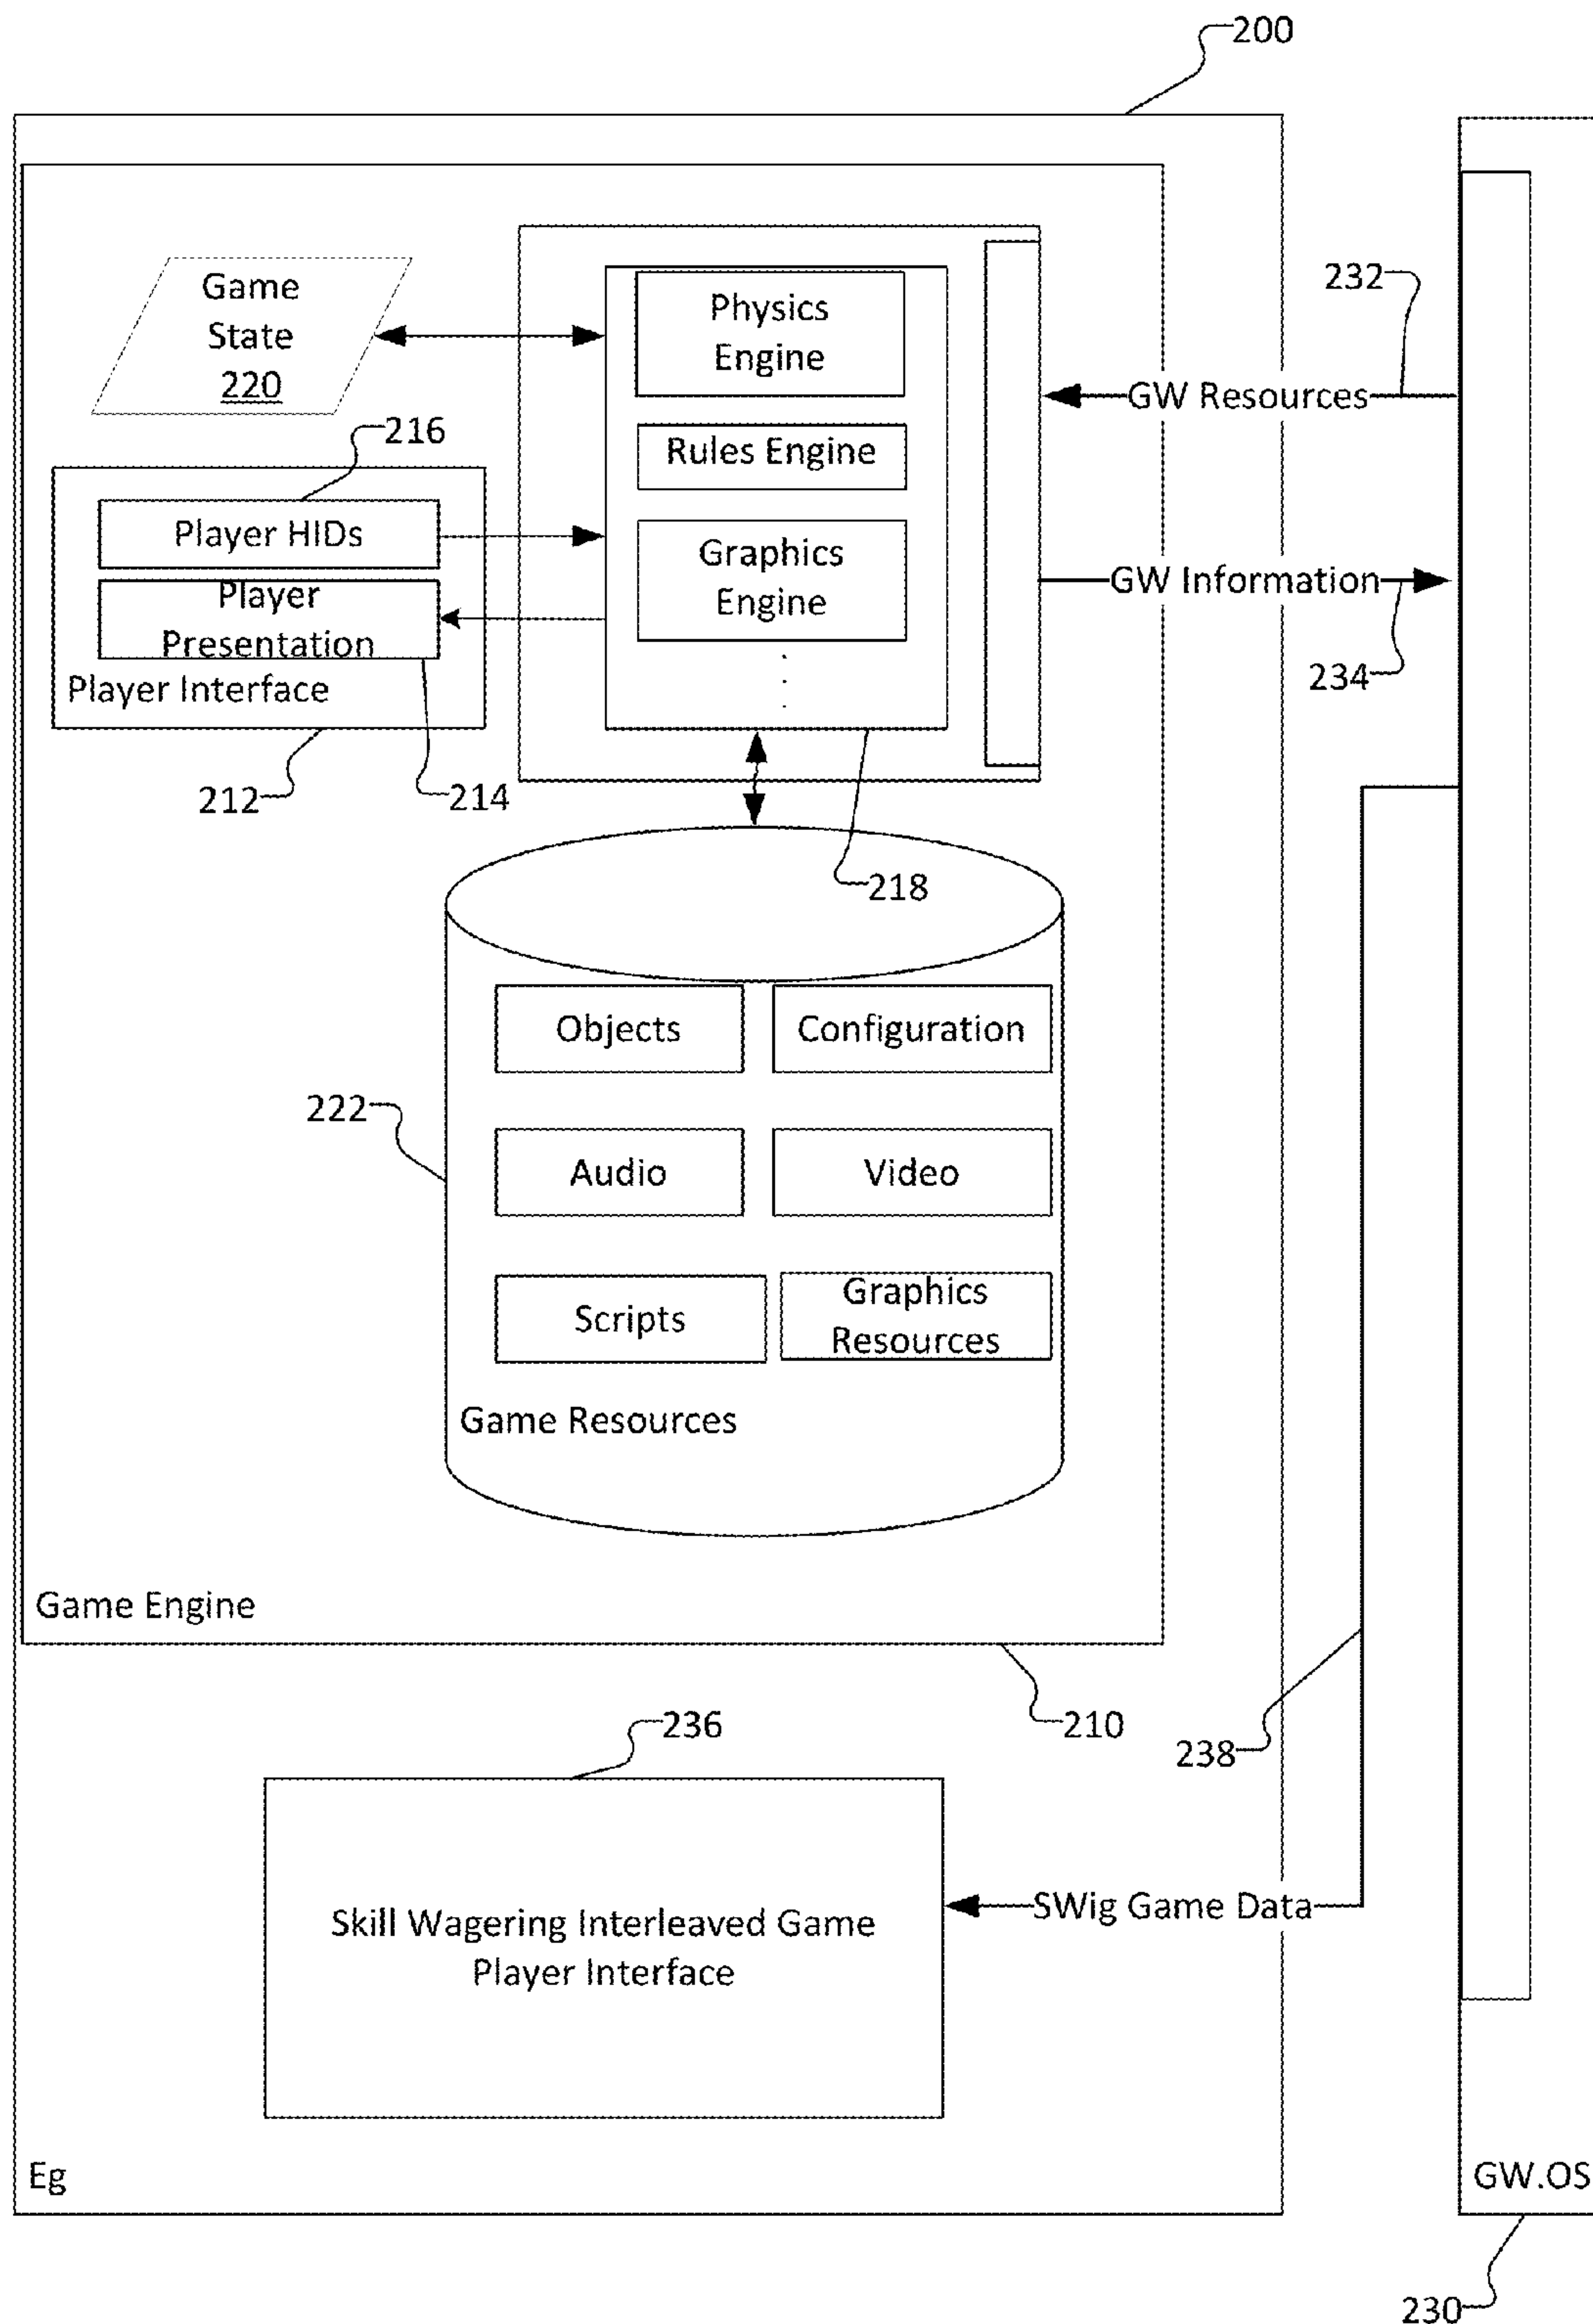 200
Game
State
220
Physics
Engine
232
GW Resources
216
Rules Engine
Player HIDs
Graphics
Engine
GW Information
Player
Presentation
Player Interface
234
212
214
218
Objects
Configuration
222
Audio
Video
Scripts
Graphics
Resources
Game Resources
Game Engine
210
236
238
SWig Game Data
Skill Wagering Interleaved Game
Player Interface
Eg
GW.OS
230